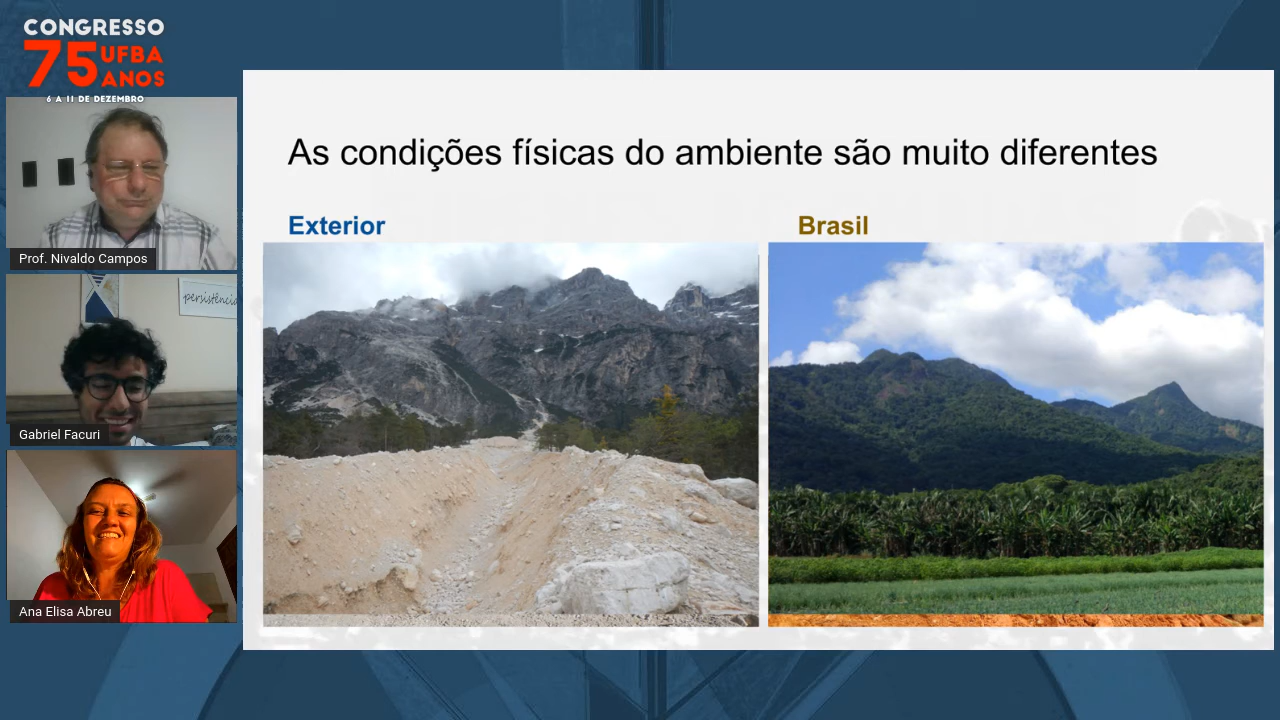 CONGRESSO
75 UFBA
ANOS
6 A 11 DE DEZEMBRO
Prof. Nivaldo Campos
persistência
Gabriel Facuri
Ana Elisa Abreu
As condições físicas do ambiente são muito diferentes
Exterior
Brasil